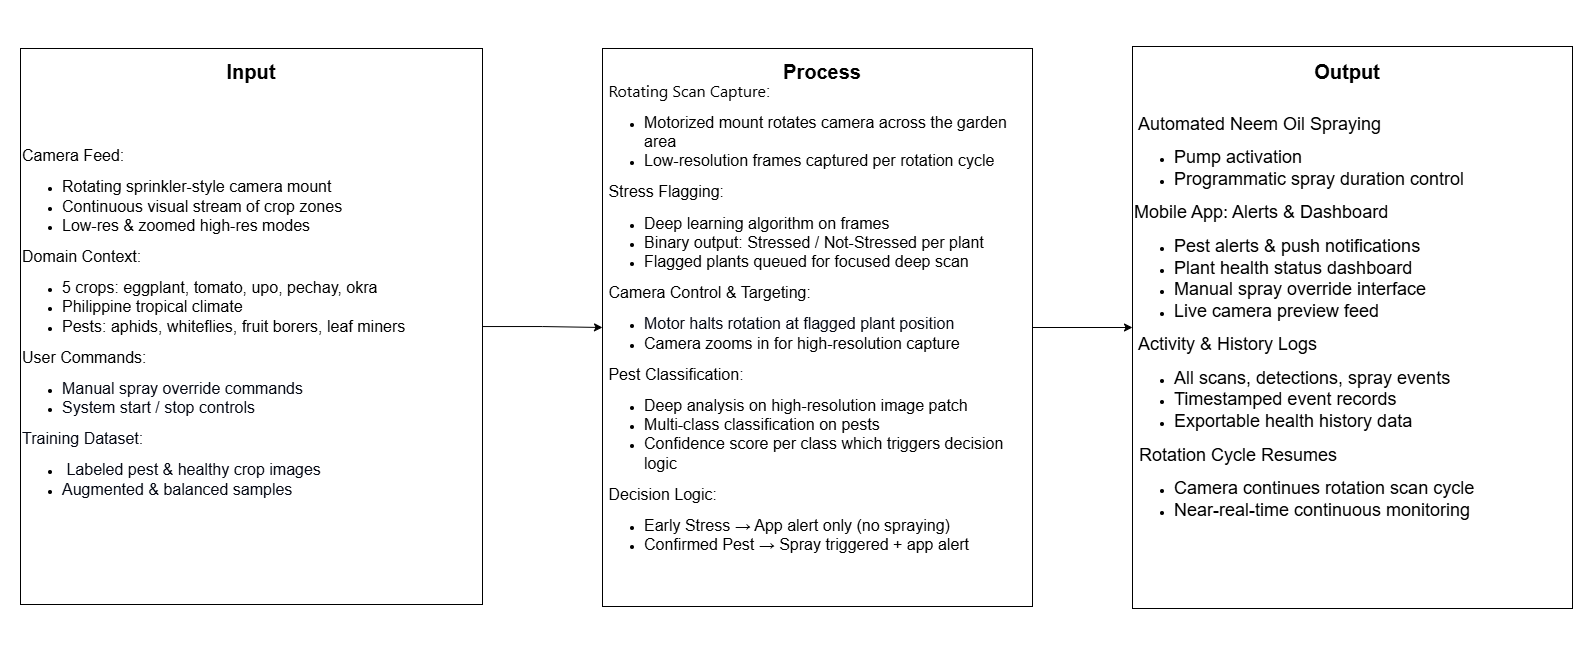 Input
Camera Feed:
• Rotating sprinkler-style camera mount
• Continuous visual stream of crop zones
• Low-res & zoomed high-res modes
Domain Context:
• 5 crops: eggplant, tomato, upo, pechay, okra
• Philippine tropical climate
• Pests: aphids, whiteflies, fruit borers, leaf miners
User Commands:
• Manual spray override commands
• System start / stop controls
Training Dataset:
• Labeled pest & healthy crop images
• Augmented & balanced samples
Process
Rotating Scan Capture:
• Motorized mount rotates camera across the garden
area
• Low-resolution frames captured per rotation cycle
Stress Flagging:
• Deep learning algorithm on frames
• Binary output: Stressed / Not-Stressed per plant
• Flagged plants queued for focused deep scan
Camera Control & Targeting:
• Motor halts rotation at flagged plant position
• Camera zooms in for high-resolution capture
Pest Classification:
• Deep analysis on high-resolution image patch
• Multi-class classification on pests
• Confidence score per class which triggers decision
logic
Decision Logic:
• Early Stress → App alert only (no spraying)
• Confirmed Pest → Spray triggered + app alert
Output
Automated Neem Oil Spraying
• Pump activation
• Programmatic spray duration control
Mobile App: Alerts & Dashboard
• Pest alerts & push notifications
• Plant health status dashboard
• Manual spray override interface
• Live camera preview feed
Activity & History Logs
• All scans, detections, spray events
• Timestamped event records
• Exportable health history data
Rotation Cycle Resumes
• Camera continues rotation scan cycle
• Near-real-time continuous monitoring